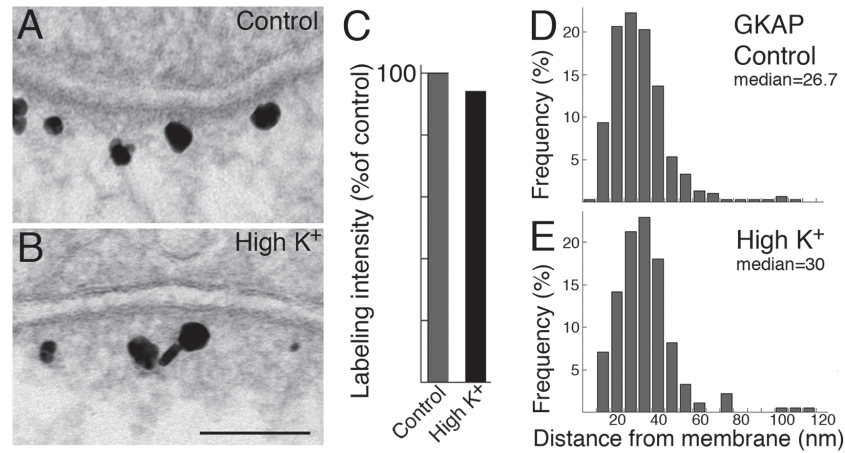 A
Control
B
High K+
C
Labeling intensity (%of control)
100
Control
High K+
D
GKAP
Control
median=26.7
Frequency (%)
20
15
10
5
E
High K+
median=30
Frequency (%)
20
15
10
5
20 40 60 80 100 120
Distance from membrane (nm)